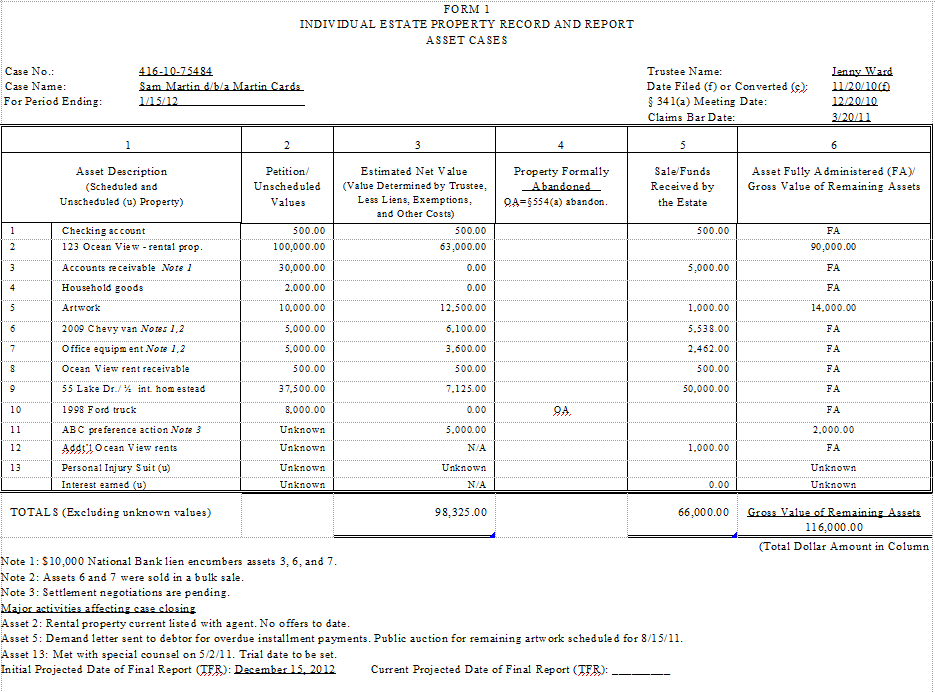 FORM 1
INDIVIDUAL ESTATE PROPERTY RECORD AND REPORT
ASSET CASES
Case No.: 416-10-75484 Trustee Name: Jenny Ward
Case Name: Sam Martin d/b/a Martin Cards Date Filed (f) or Converted (c): 11/20/10(f)
For Period Ending: 1/15/12 § 341(a) Meeting Date: 12/20/10
Claims Bar Date: 3/20/11
1 2 3 4 5 6
Asset Description Petition/ Estimated Net Value Property Formally Sale/Funds Asset Fully Administered (FA)/
(Scheduled and Unscheduled (Value Determined by Trustee, Abandoned Received by Gross Value of Remaining Assets
Unscheduled (u) Property) Values Less Liens, Exemptions, OA=§554(a) abandon. the Estate
and Other Costs)
1 Checking account 500.00 500.00 500.00 FA
2 123 Ocean View - rental prop. 100,000.00 63,000.00 90,000.00
3 Accounts receivable Note 1 30,000.00 0.00 5,000.00 FA
4 Household goods 2,000.00 0.00 FA
5 Artwork 10,000.00 12,500.00 1,000.00 14,000.00
6 2009 Chevy van Notes 1,2 5,000.00 6,100.00 5,538.00 FA
7 Office equipment Note 1,2 5,000.00 3,600.00 2,462.00 FA
8 Ocean View rent receivable 500.00 500.00 500.00 FA
9 55 Lake Dr./ ½ int. homestead 37,500.00 7,125.00 50,000.00 FA
10 1998 Ford truck 8,000.00 0.00 OA FA
11 ABC preference action Note 3 Unknown 5,000.00 2,000.00
12 Addt'l Ocean View rents Unknown N/A 1,000.00 FA
13 Personal Injury Suit (u) Unknown Unknown Unknown
Interest earned (u) Unknown N/A 0.00 Unknown
TOTALS (Excluding unknown values) 98,325.00 66,000.00 Gross Value of Remaining Assets
116,000.00
(Total Dollar Amount in Column
Note 1: $10,000 National Bank lien encumbers assets 3, 6, and 7.
Note 2: Assets 6 and 7 were sold in a bulk sale.
Note 3: Settlement negotiations are pending.
Major activities affecting case closing
Asset 2: Rental property current listed with agent. No offers to date.
Asset 5: Demand letter sent to debtor for overdue installment payments. Public auction for remaining artwork scheduled for 8/15/11.
Asset 13: Met with special counsel on 5/2/11. Trial date to be set.
Initial Projected Date of Final Report (TFR): December 15, 2012 Current Projected Date of Final Report (TFR): __________